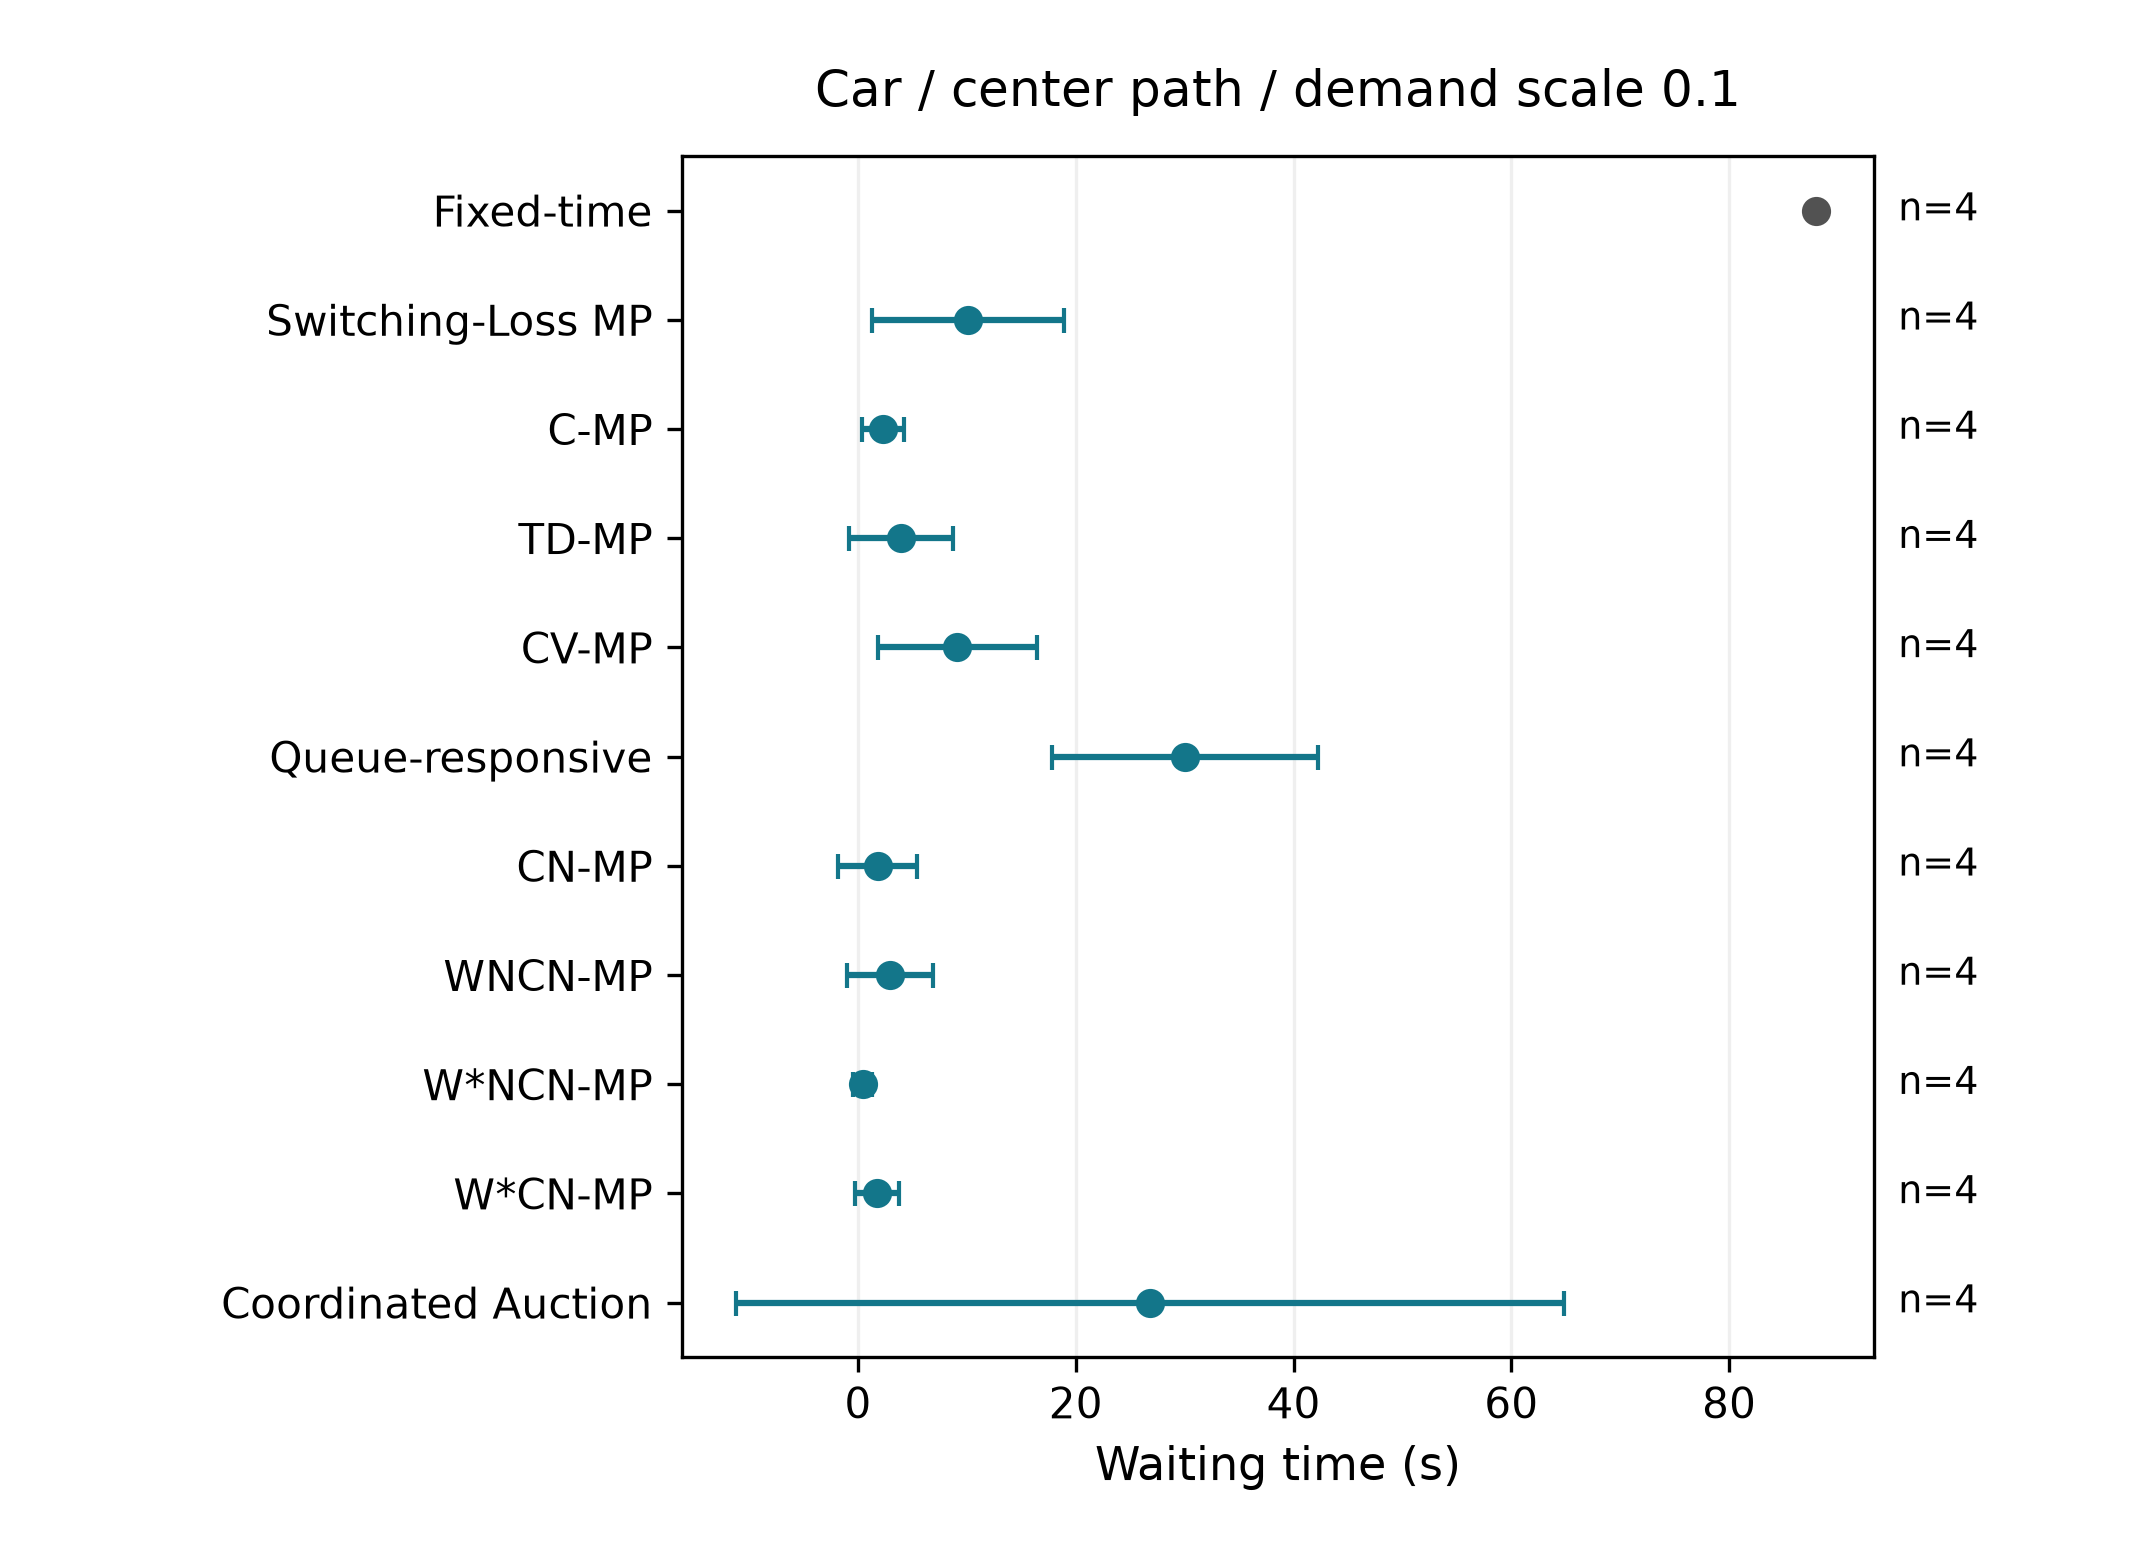 Car / center path / demand scale 0.1
Fixed-time n=4
Switching-Loss MP n=4
C-MP n=4
TD-MP n=4
CV-MP n=4
Queue-responsive n=4
CN-MP n=4
WNCN-MP n=4
W*NCN-MP n=4
W*CN-MP n=4
Coordinated Auction n=4
0 20 40 60 80
Waiting time (s)